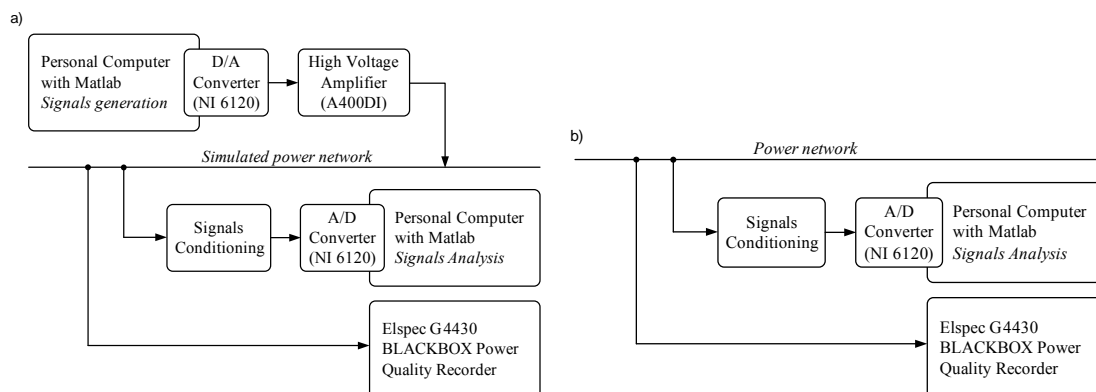 a)
Personal Computer
with Matlab
Signals generation
D/A
Converter
(NI 6120)
High Voltage
Amplifier
(A400DI)
Simulated power network
Signals
Conditioning
A/D
Converter
(NI 6120)
Personal Computer
with Matlab
Signals Analysis
Elspec G4430
BLACKBOX Power
Quality Recorder
b)
Power network
Signals
Conditioning
A/D
Converter
(NI 6120)
Personal Computer
with Matlab
Signals Analysis
Elspec G4430
BLACKBOX Power
Quality Recorder